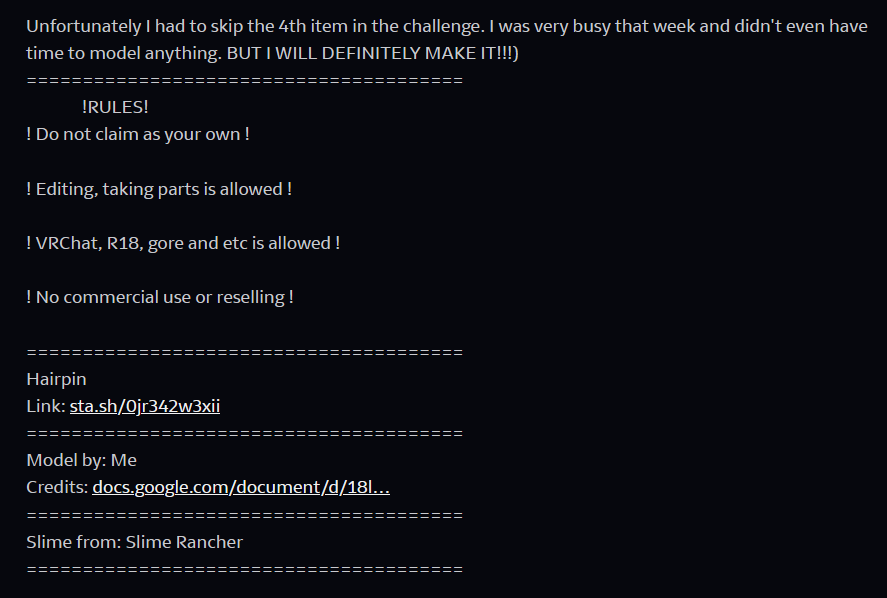 Unfortunately I had to skip the 4th item in the challenge. I was very busy that week and didn't even have
time to model anything. BUT I WILL DEFINITELY MAKE IT!!!)
=======================================
!RULES!
! Do not claim as your own !
! Editing, taking parts is allowed !
! VRChat, R18, gore and etc is allowed !
! No commercial use or reselling !
=======================================
Hairpin
Link: sta.sh/0jr342w3xii
=======================================
Model by: Me
Credits: docs.google.com/document/d/18l...
=======================================
Slime from: Slime Rancher
=======================================